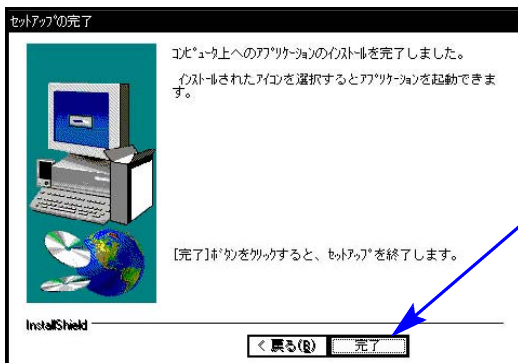 セットアップの完了
コンピュータ上へのアプリケーションのインストールを完了しました。
インストールされたアイコンを選択するとアプリケーションを起動できま
す。
[完了]ボタンをクリックすると、セットアップを終了します。
InstallShield
< 戻る(B)
完了